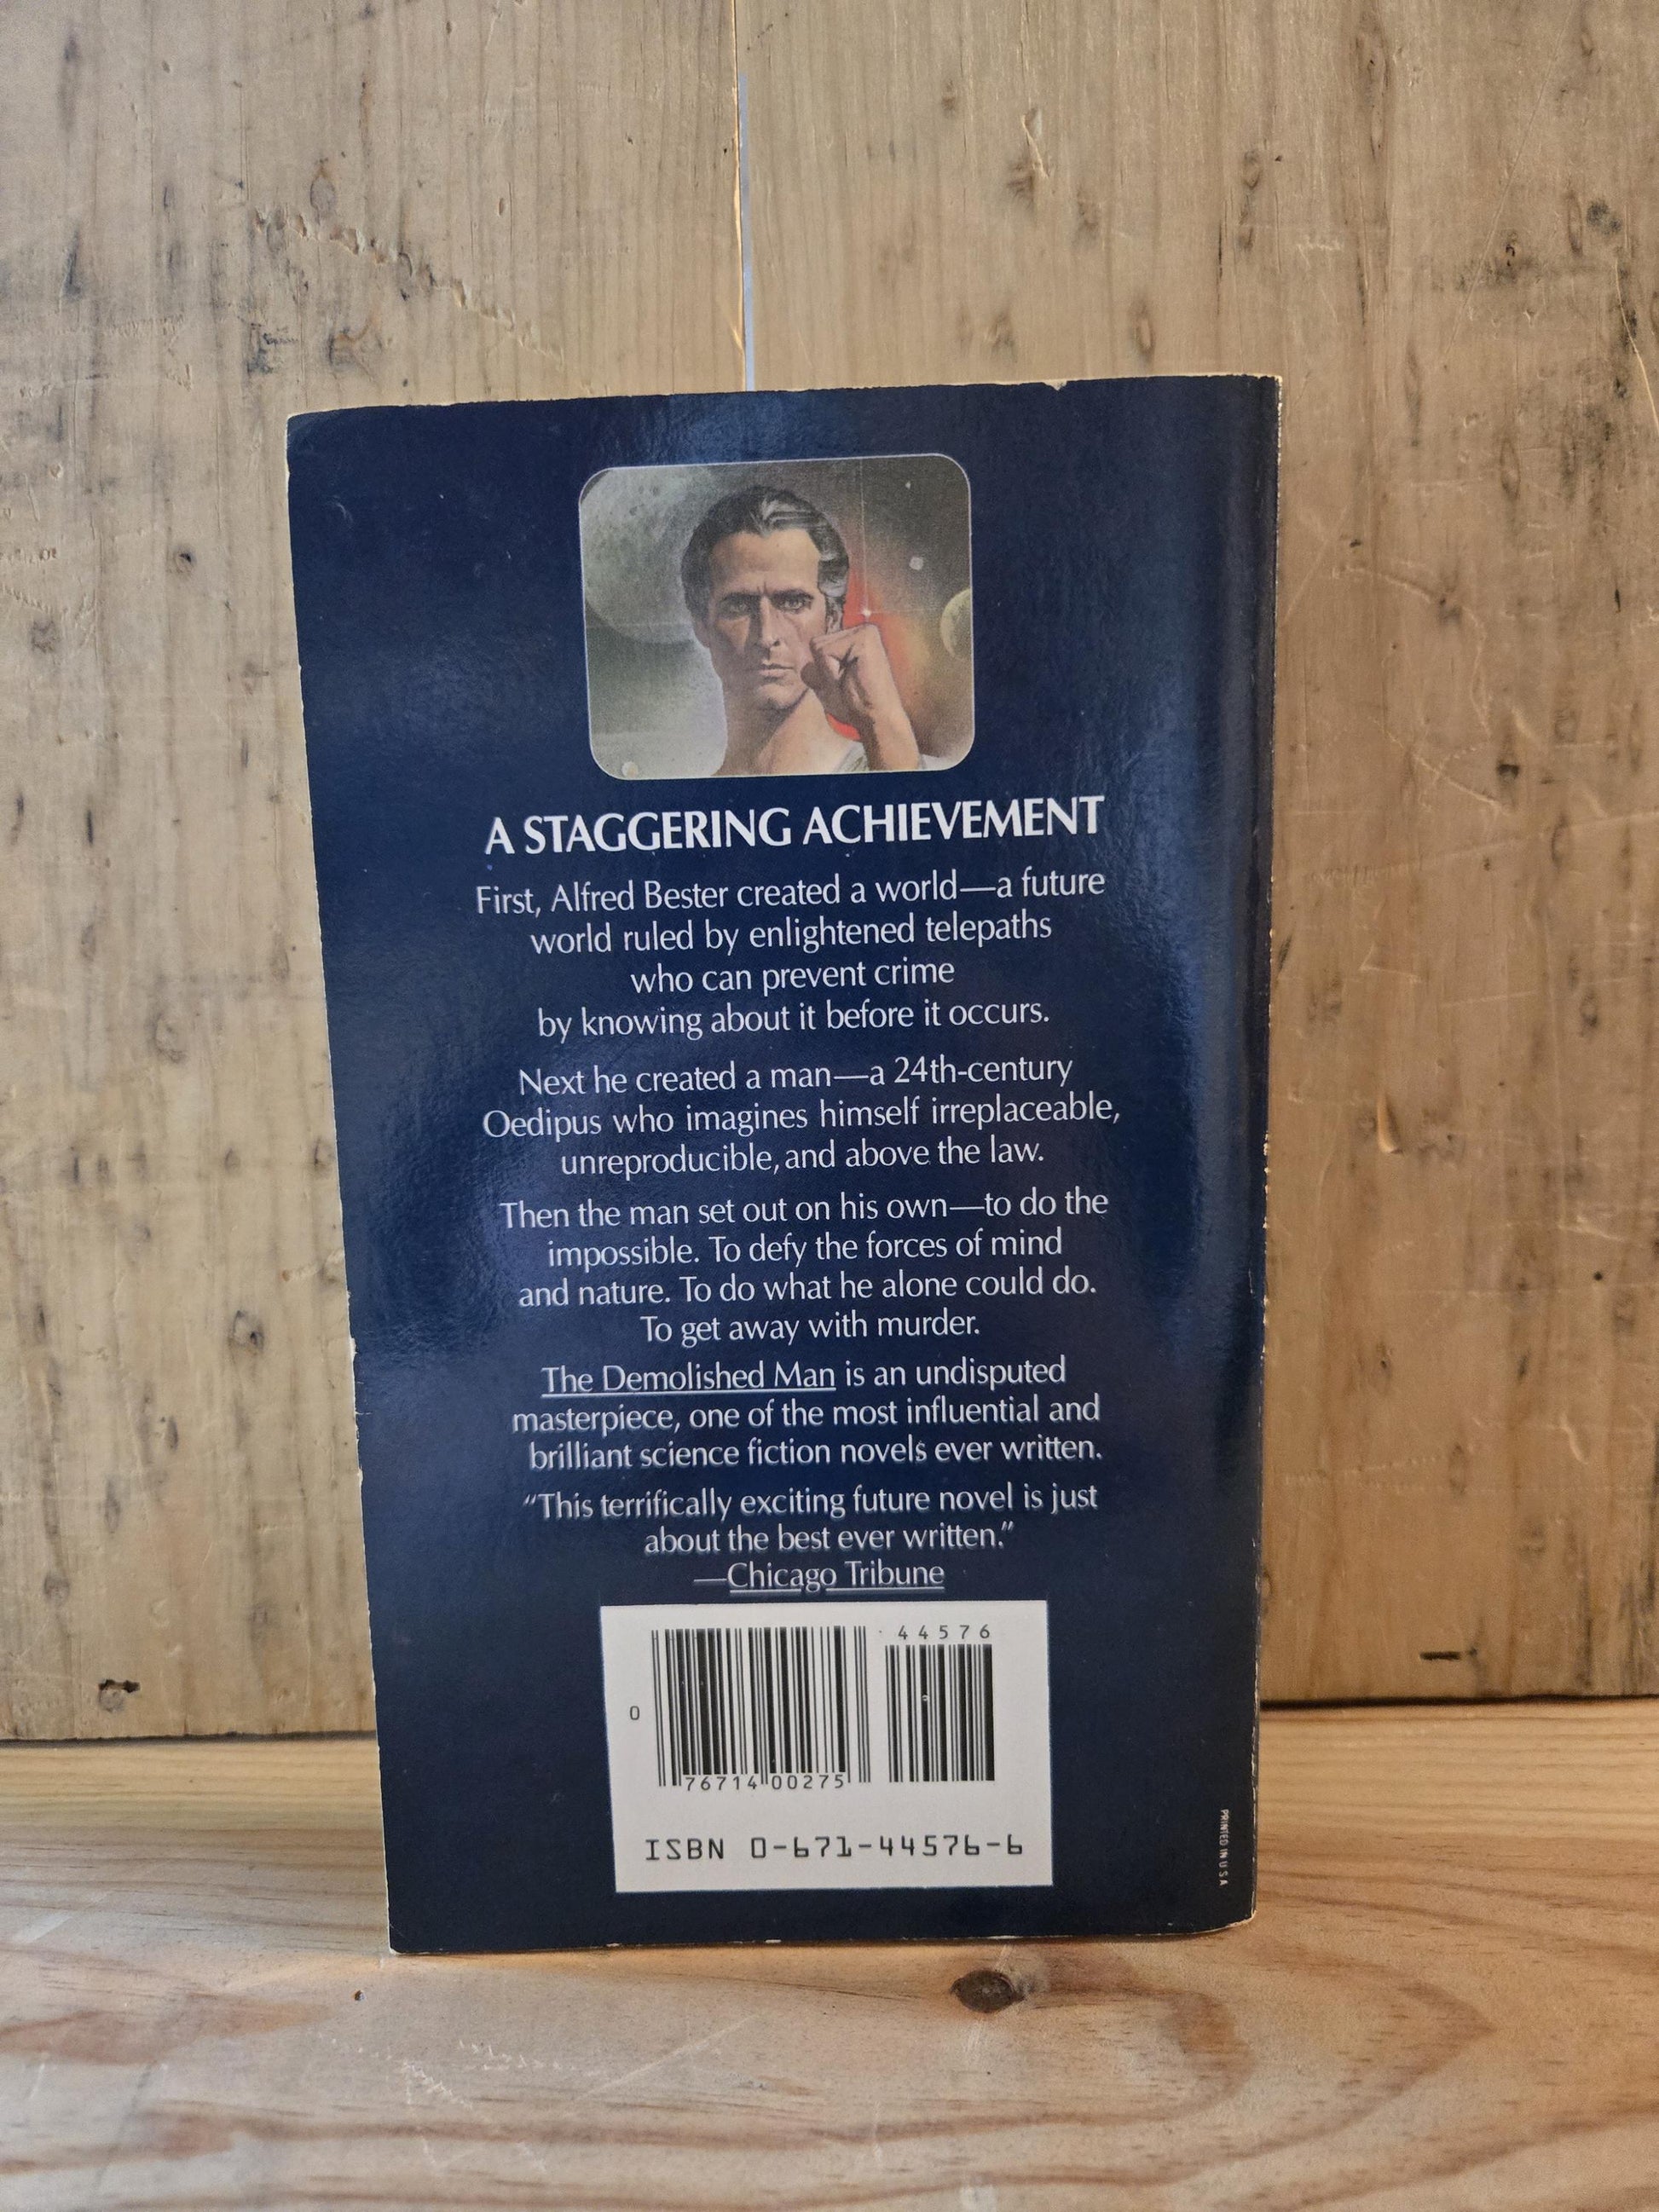 A STAGGERING ACHIEVEMENT
First, Alfred Bester created a world—a future
world ruled by enlightened telepaths
who can prevent crime
by knowing about it before it occurs.
Next he created a man—a 24th-century
Oedipus who imagines himself irreplaceable,
unreproducible, and above the law.
Then the man set out on his own—to do the
impossible. To defy the forces of mind
and nature. To do what he alone could do.
To get away with murder.
The Demolished Man is an undisputed
masterpiece, one of the most influential and
brilliant science fiction novels ever written.
"This terrifically exciting future novel is just
about the best ever written."
—Chicago Tribune
44576
0
76714 00275
ISBN 0-671-44576-6
PRINTED IN U S A